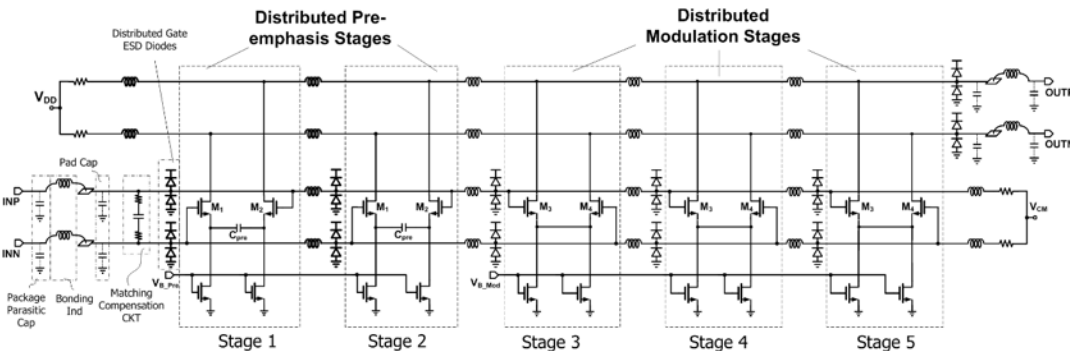 Distributed Pre-
emphasis Stages
Distributed
Modulation Stages
Distributed Gate
ESD Diodes
VDD
OUTP
OUTN
Pad Cap
INP
INN
M1
M2
Cpre
M1
M2
Cpre
M3
M4
M3
M4
M3
M4
VCM
VB_Pre
VB_Mod
Package
Parasitic
Cap
Bonding
Ind
Matching
Compensation
CKT
Stage 1
Stage 2
Stage 3
Stage 4
Stage 5